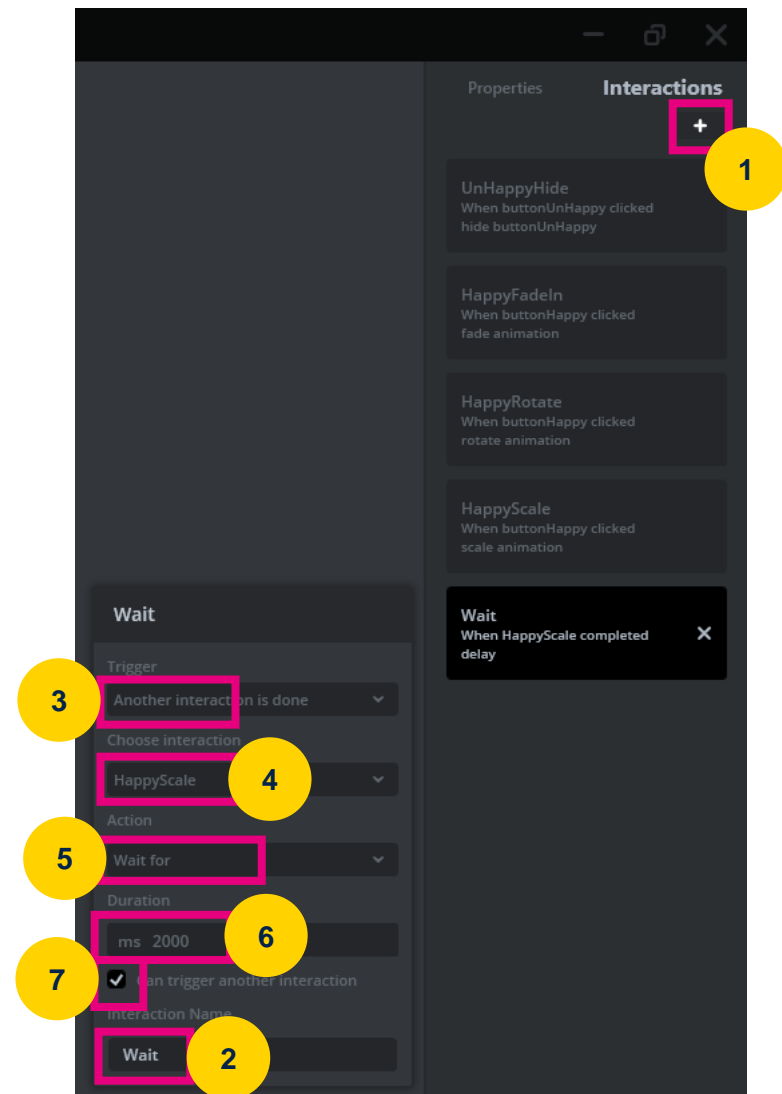 Properties Interactions
+
1
UnHappyHide
When buttonUnHappy clicked
hide buttonUnHappy
HappyFadeIn
When buttonHappy clicked
fade animation
HappyRotate
When buttonHappy clicked
rotate animation
HappyScale
When buttonHappy clicked
scale animation
Wait
When HappyScale completed
delay
Wait
Trigger
3 Another interaction is done
Choose interaction
HappyScale 4
Action
5 Wait for
Duration
ms 2000 6
7 Can trigger another interaction
Interaction Name
Wait 2